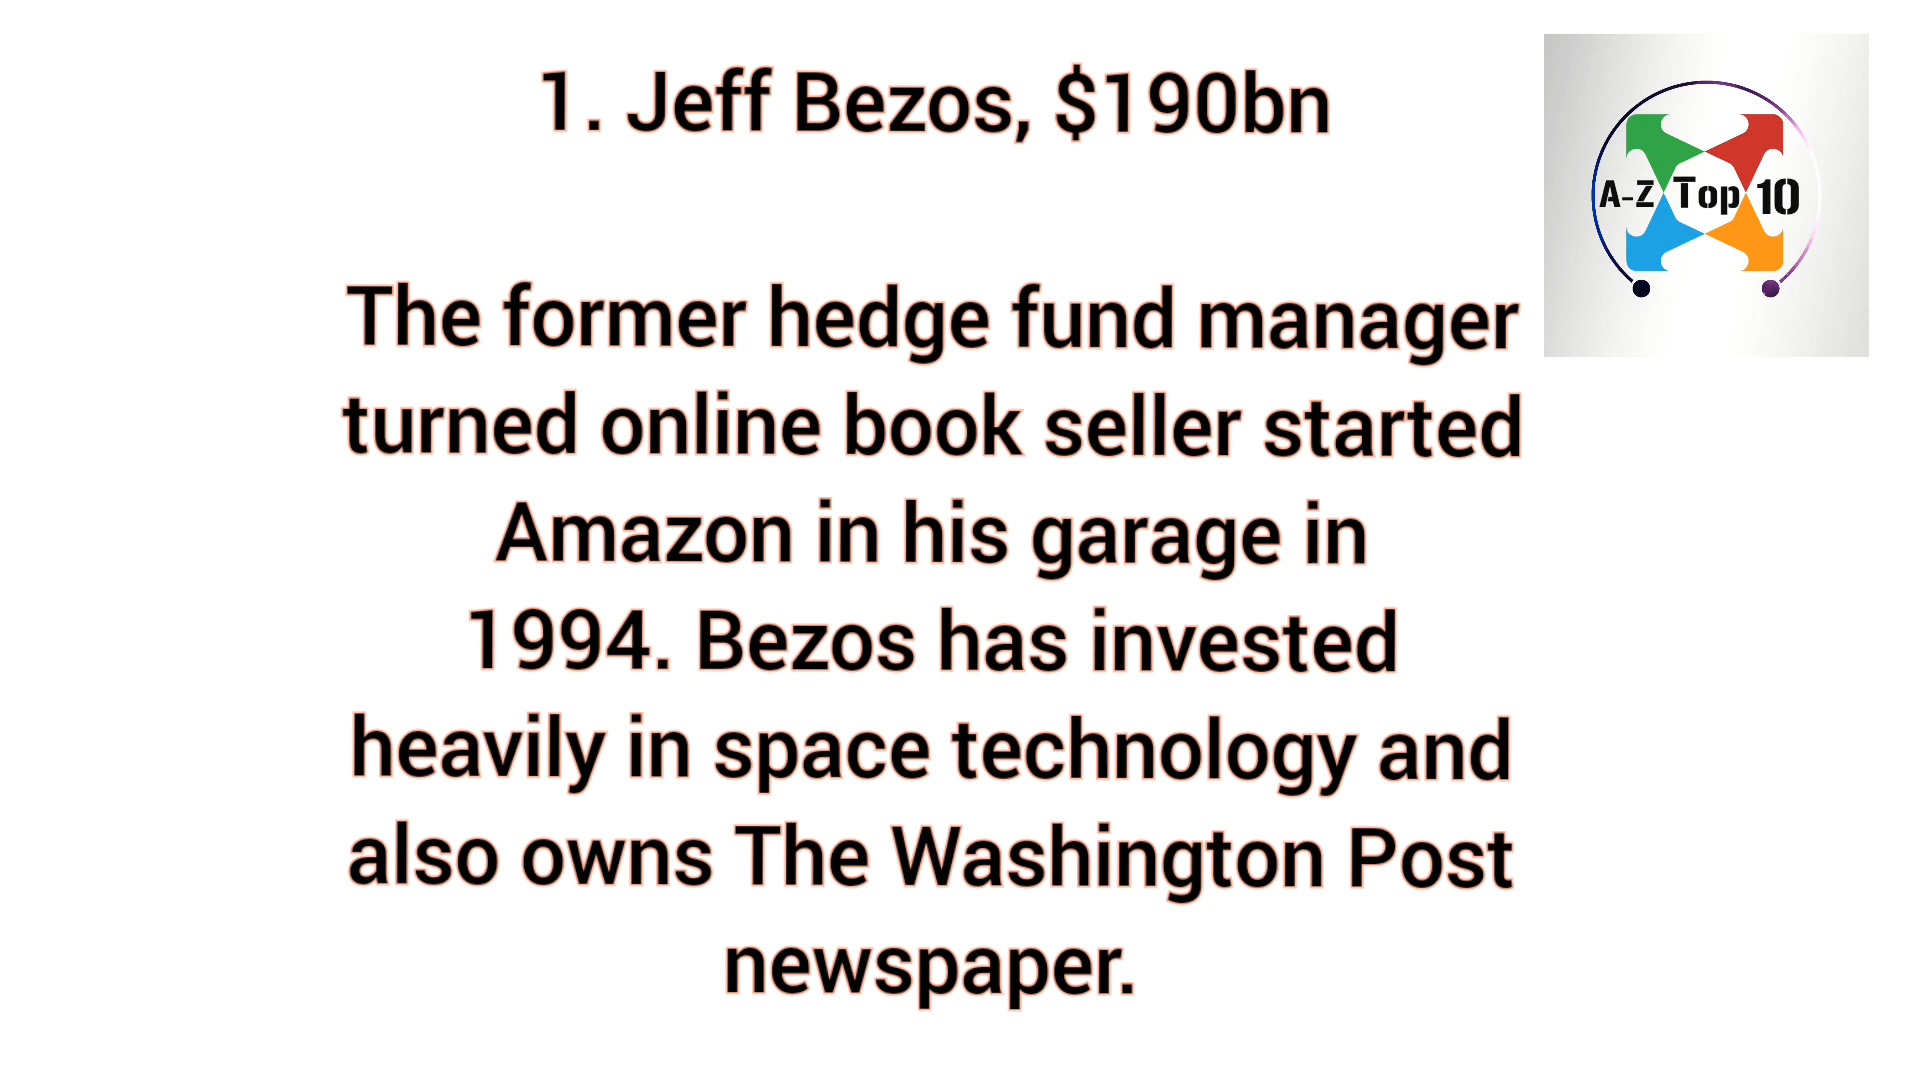 1. Jeff Bezos, $190bn
A-Z Top 10
The former hedge fund manager
turned online book seller started
Amazon in his garage in
1994. Bezos has invested
heavily in space technology and
also owns The Washington Post
newspaper.